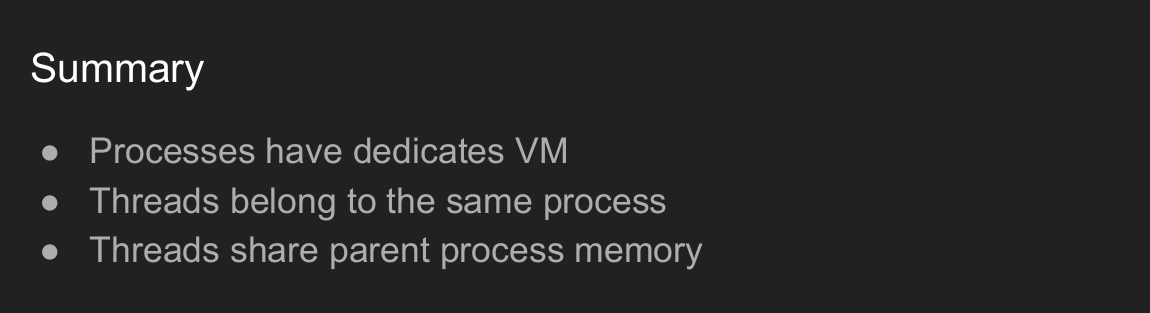 Summary
● Processes have dedicates VM
● Threads belong to the same process
● Threads share parent process memory